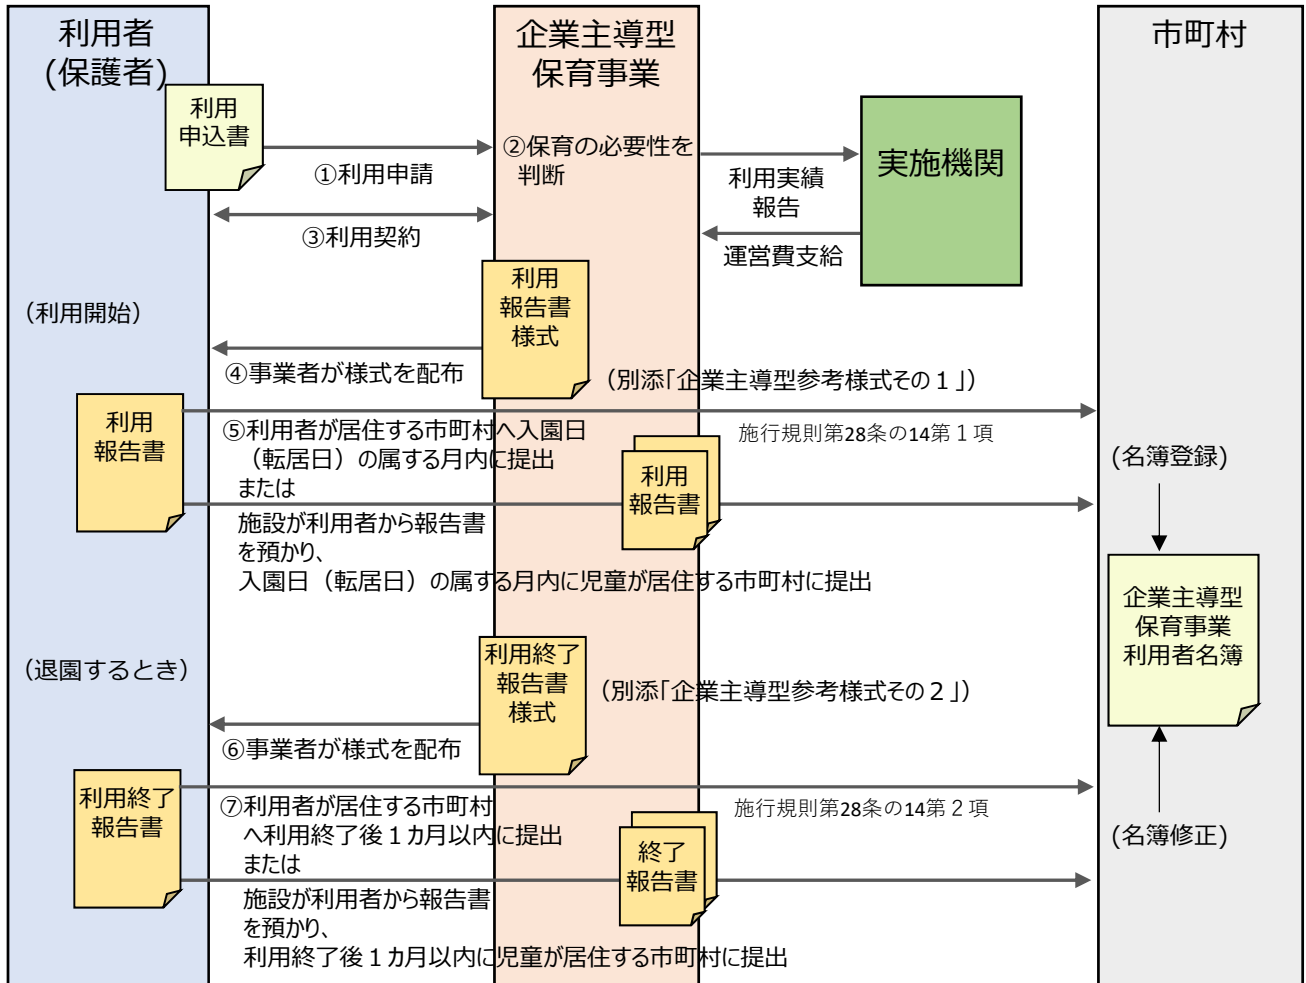 利用者
(保護者)
企業主導型
保育事業
市町村
利用
申込書
①利用申請
②保育の必要性を
判断
実施機関
利用実績
報告
③利用契約
運営費支給
利用
報告書
様式
(利用開始)
④事業者が様式を配布
(別添「企業主導型参考様式その１」)
利用
報告書
⑤利用者が居住する市町村へ入園日
(転居日）の属する月内に提出
または
施行規則第28条の14第１項
利用
報告書
施設が利用者から報告書
を預かり、
入園日（転居日）の属する月内に児童が居住する市町村に提出
(名簿登録)
企業主導型
保育事業
利用者名簿
(退園するとき)
利用終了
報告書
様式
(別添「企業主導型参考様式その２」)
⑥事業者が様式を配布
利用終了
報告書
⑦利用者が居住する市町村
へ利用終了後１カ月以内に提出
または
施行規則第28条の14第２項
終了
報告書
(名簿修正)
施設が利用者から報告書
を預かり、
利用終了後１カ月以内に児童が居住する市町村に提出